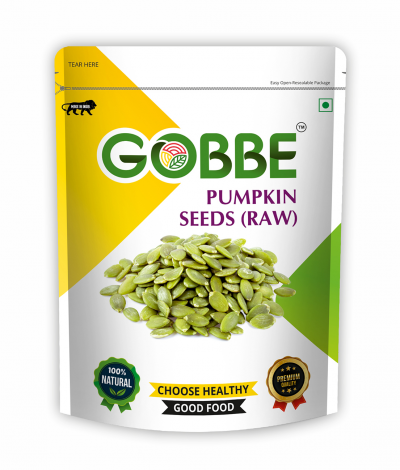 TEAR HERE
Easy Open Resealable Package
MADE IN INDIA
GOBBE
TM
PUMPKIN
SEEDS (RAW)
100%
NATURAL
PREMIUM
QUALITY
CHOOSE HEALTHY
GOOD FOOD